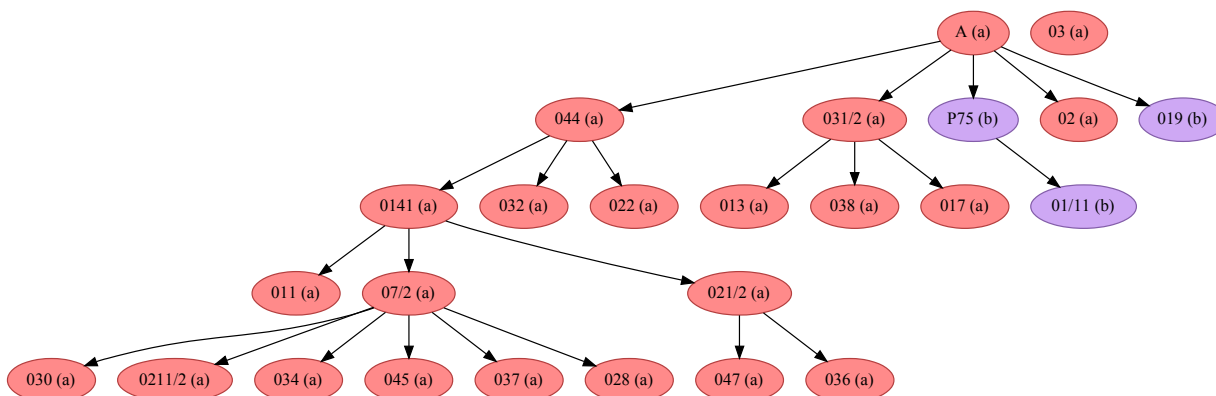 A (a)
03 (a)
044 (a)
031/2 (a)
P75 (b)
02 (a)
019 (b)
0141 (a)
032 (a)
022 (a)
013 (a)
038 (a)
017 (a)
01/11 (b)
011 (a)
07/2 (a)
021/2 (a)
030 (a)
0211/2 (a)
034 (a)
045 (a)
037 (a)
028 (a)
047 (a)
036 (a)